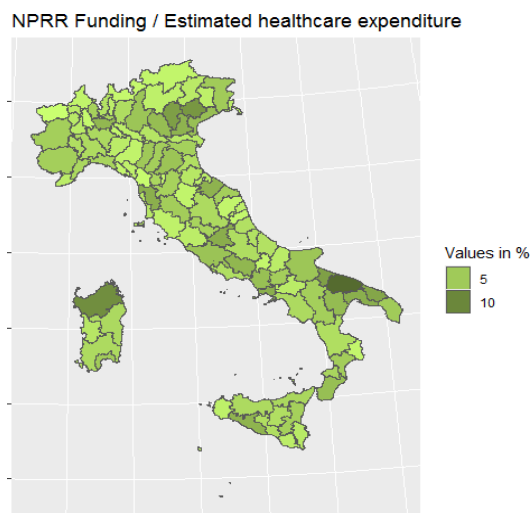 NPRR Funding / Estimated healthcare expenditure
Values in %
5
10